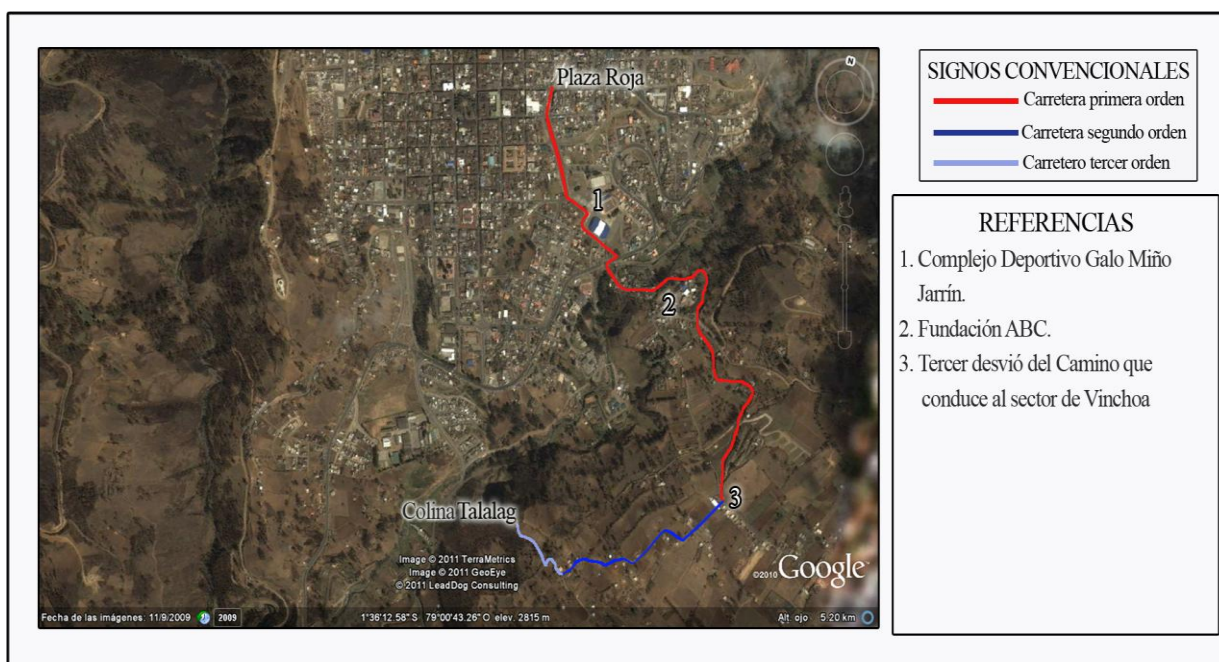 Plaza Roja
N
1
2
3
Colina Talalag
Image © 2011 TerraMetrics
Image © 2011 GeoEye
© 2011 LeadDog Consulting
©2010 Google
Fecha de las imágenes: 11/9/2009 2009 1°36'12.58" S 79°00'43.26" O elev. 2815 m Alt. ojo 5.20 km
SIGNOS CONVENCIONALES
Carretera primera orden
Carretera segundo orden
Carretero tercer orden
REFERENCIAS
1. Complejo Deportivo Galo Miño
Jarrín.
2. Fundación ABC.
3. Tercer desvió del Camino que
conduce al sector de Vinchoa